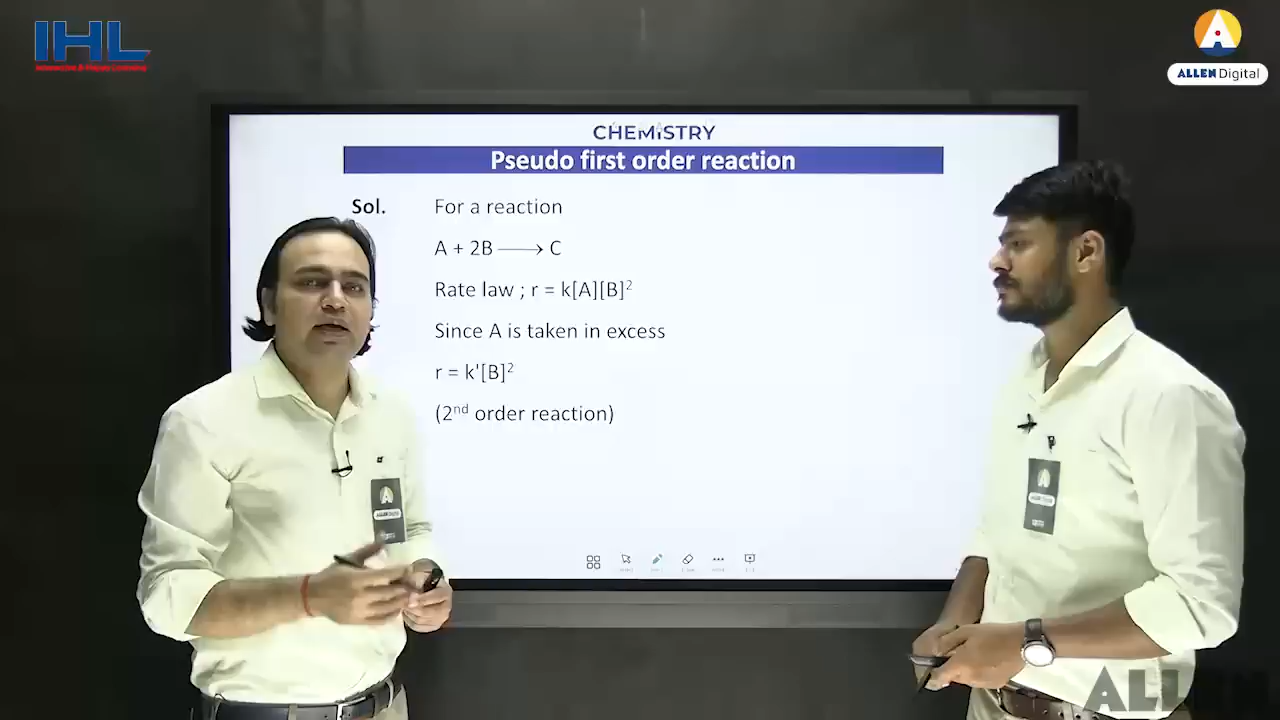 IHL
ALLEN Digital
CHEMISTRY
Pseudo first order reaction
Sol. For a reaction
A + 2B ⟶ C
Rate law ; r = k[A][B]²
Since A is taken in excess
r = k'[B]²
(2ⁿᵈ order reaction)
ALLEN